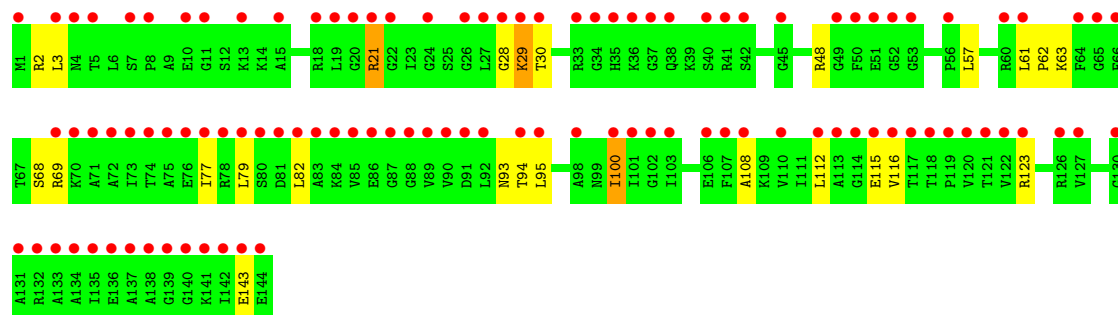 M1 R2 L3 N4 T5 L6 S7 P8 A9 E10 G11 S12 K13 K14 A15 R18 L19 G20 R21 G22 I23 G24 S25 G26 L27 G28 K29 T30 R33 G34 H35 K36 G37 Q38 K39 S40 R41 S42 G45 R48 G49 F50 E51 G52 G53 P56 L57 R60 L61 P62 K63 F64 G65 F66
T67 S68 R69 K70 A71 A72 I73 T74 A75 E76 I77 R78 L79 S80 D81 L82 A83 K84 V85 E86 G87 G88 V89 V90 D91 L92 N93 T94 L95 A98 N99 I100 I101 G102 I103 E106 F107 A108 K109 V110 I111 L112 A113 G114 E115 V116 T117 T118 P119 V120 T121 V122 R123 R126 V127 G130
A131 R132 A133 A134 I135 E136 A137 A138 G139 G140 K141 I142 E143 E144